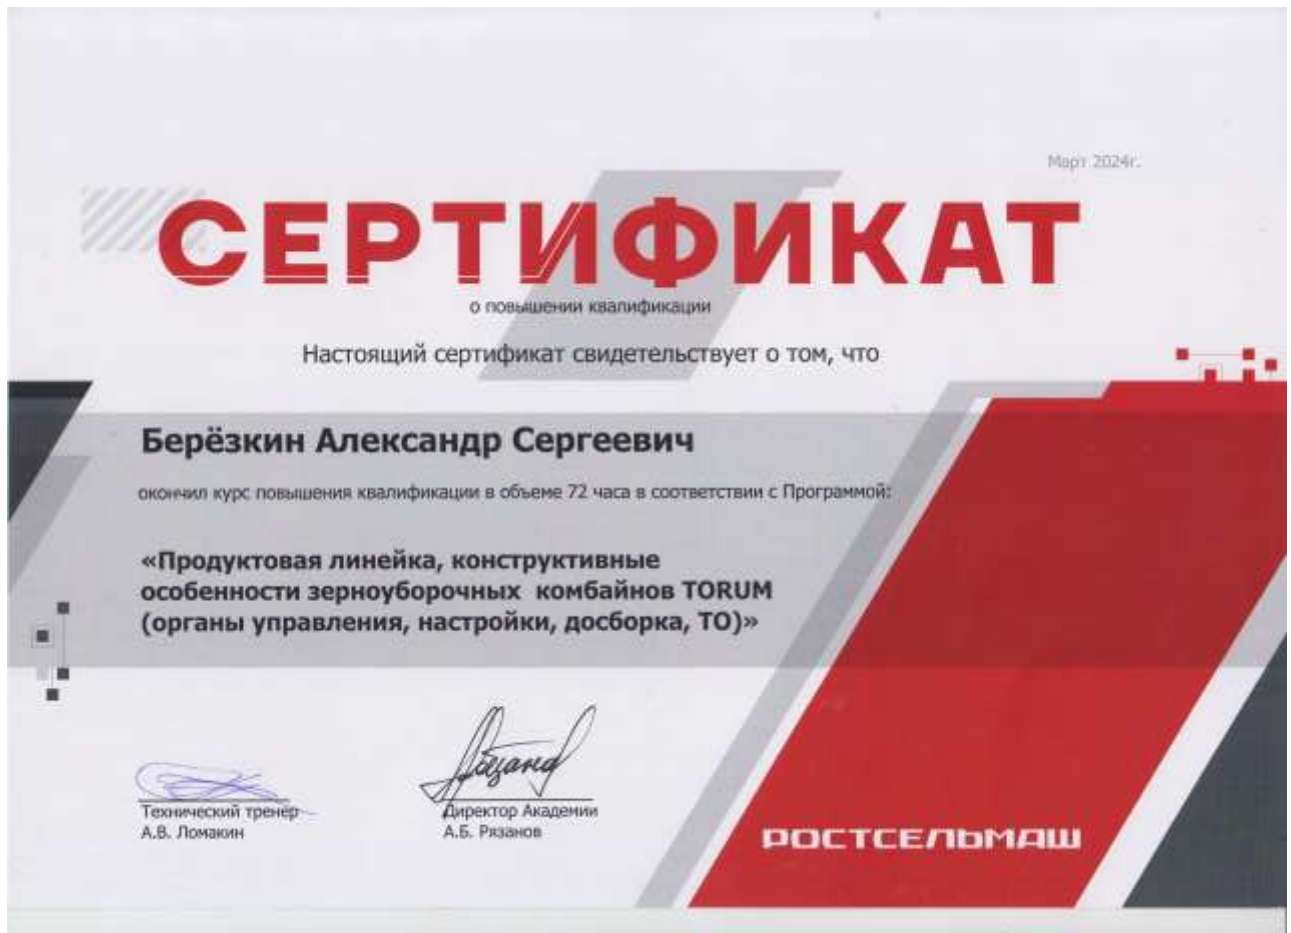 Март 2024г.
СЕРТИФИКАТ
о повышении квалификации
Настоящий сертификат свидетельствует о том, что
Берёзкин Александр Сергеевич
окончил курс повышения квалификации в объеме 72 часа в соответствии с Программой:
«Продуктовая линейка, конструктивные
особенности зерноуборочных комбайнов TORUM
(органы управления, настройки, досборка, ТО)»
Технический тренер
А.В. Ломакин
Директор Академии
А.Б. Рязанов
РОСТСЕЛЬМАШ